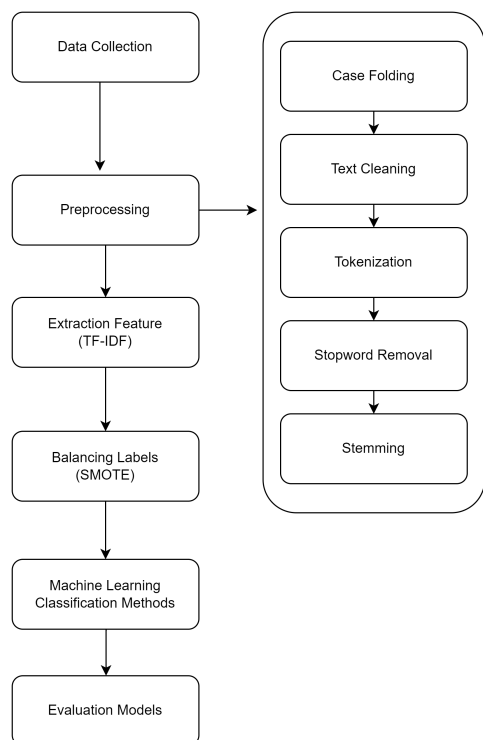 Data Collection
Preprocessing
Extraction Feature
(TF-IDF)
Balancing Labels
(SMOTE)
Machine Learning
Classification Methods
Evaluation Models
Case Folding
Text Cleaning
Tokenization
Stopword Removal
Stemming